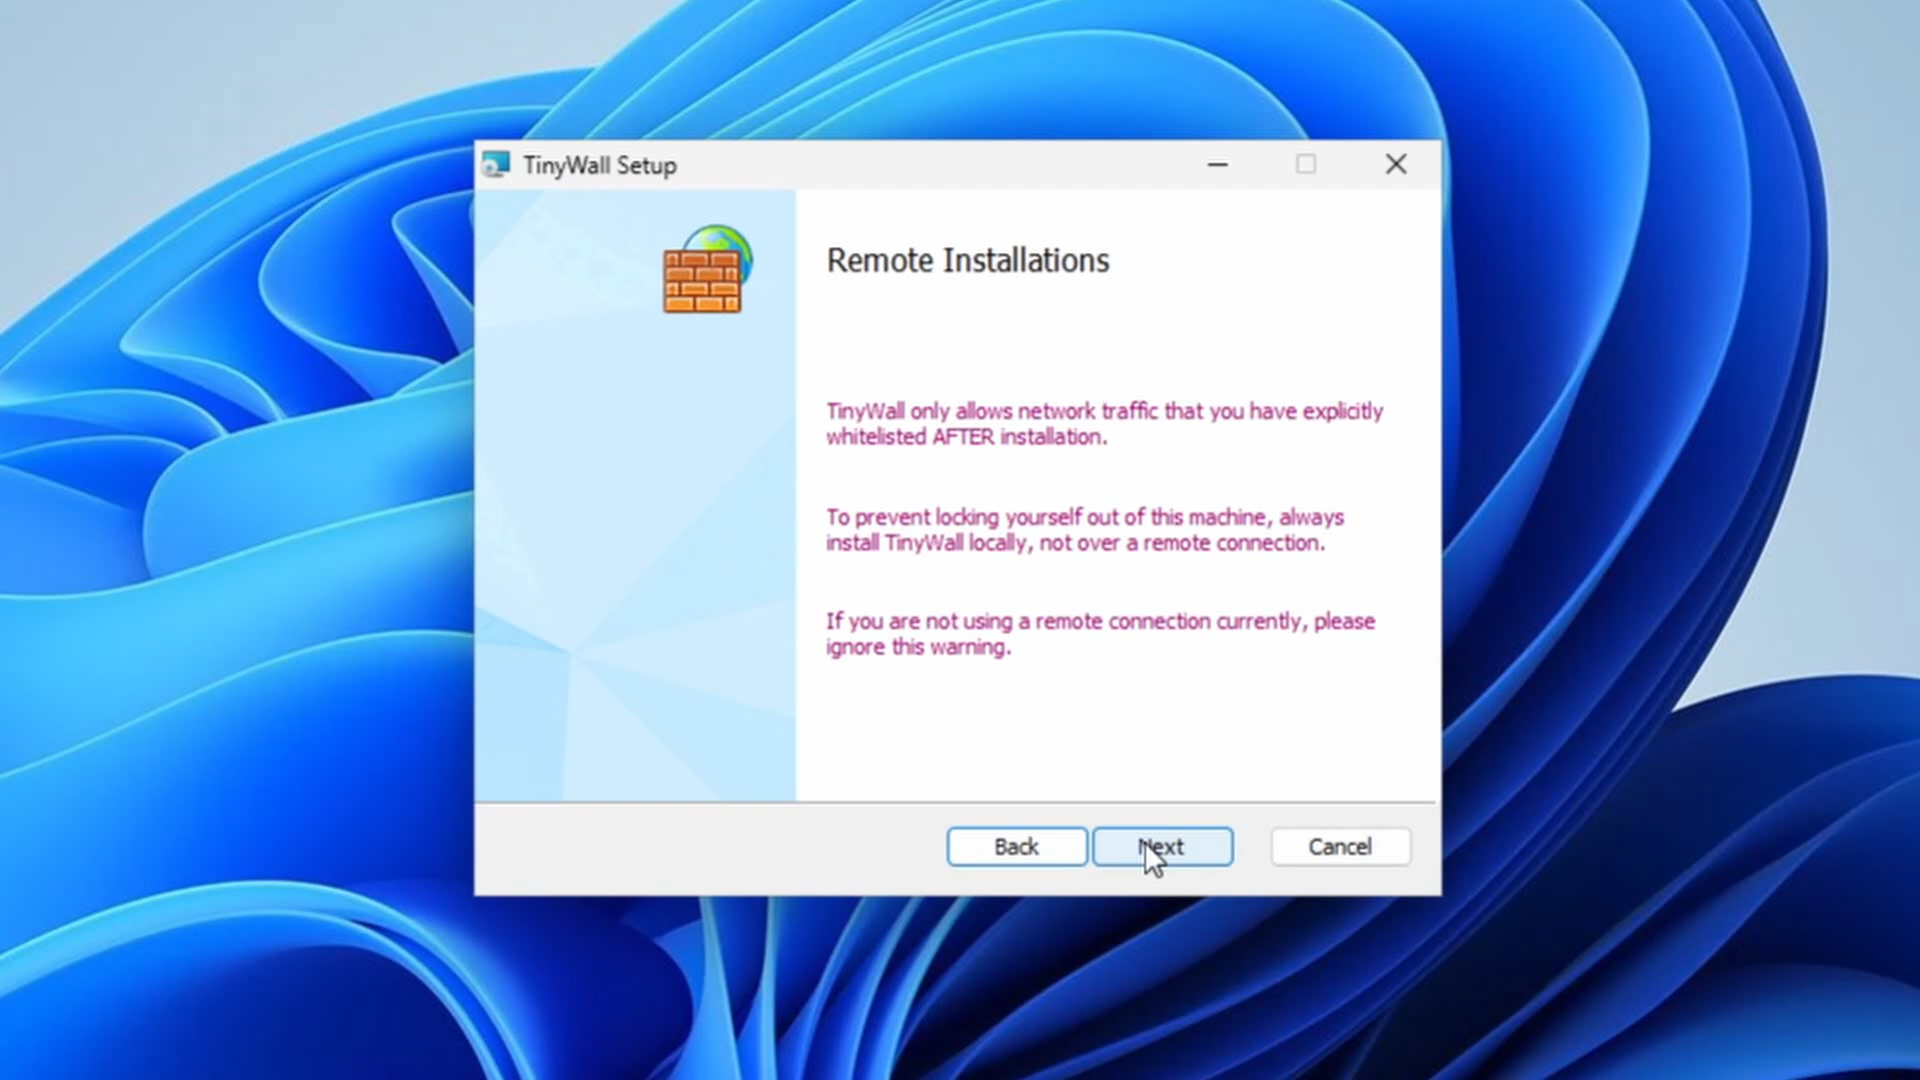 TinyWall Setup
Remote Installations
TinyWall only allows network traffic that you have explicitly
whitelisted AFTER installation.
To prevent locking yourself out of this machine, always
install TinyWall locally, not over a remote connection.
If you are not using a remote connection currently, please
ignore this warning.
Back
Next
Cancel